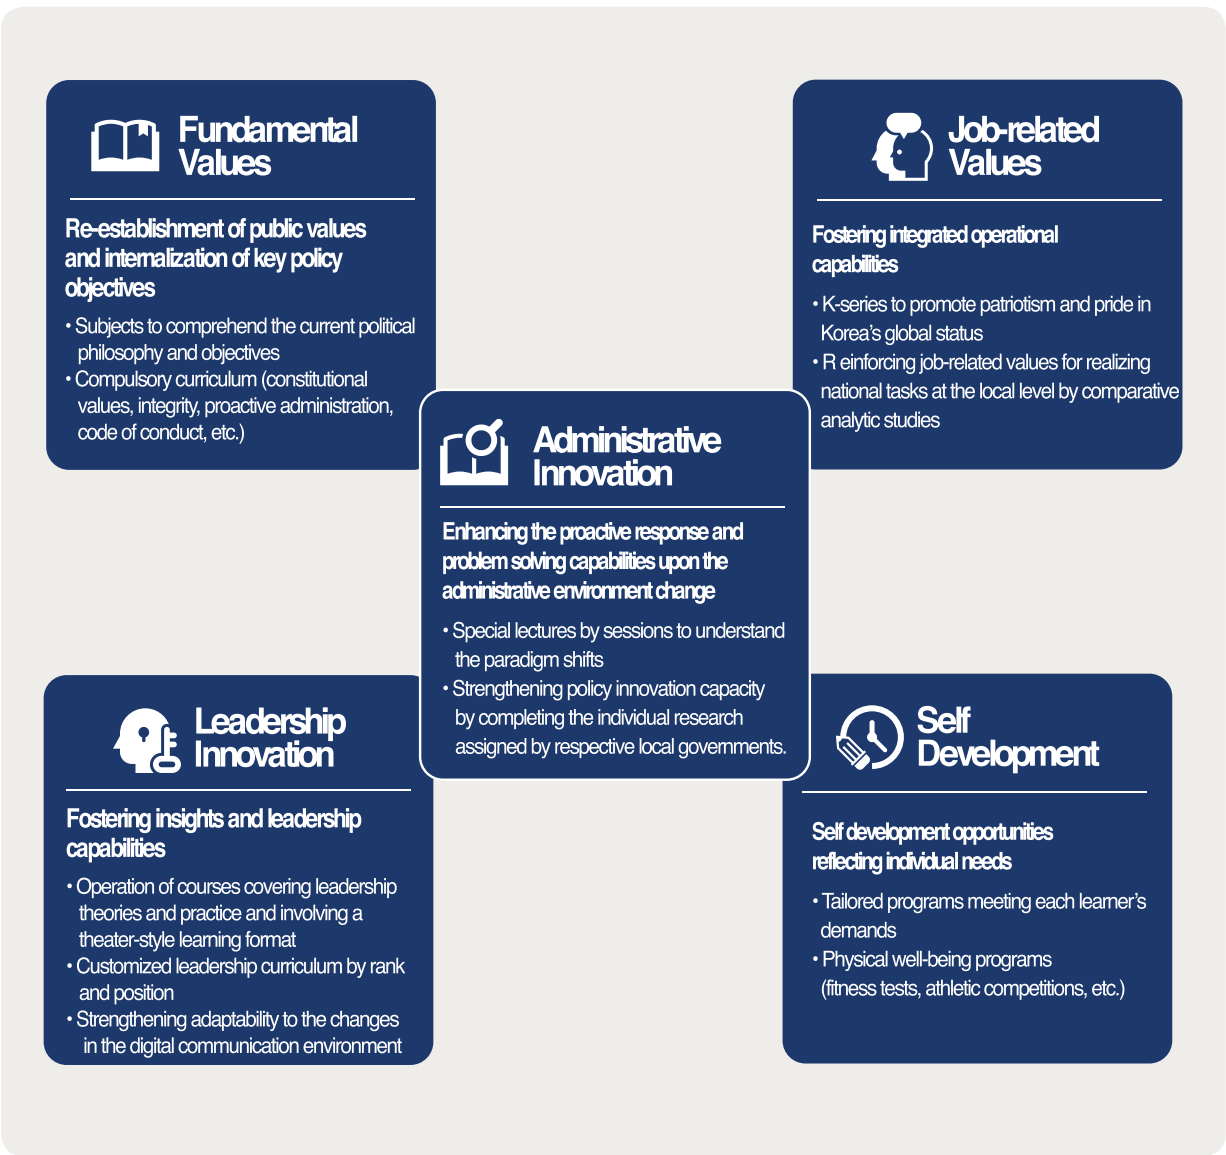 Fundamental
Values
Re-establishment of public values
and internalization of key policy
objectives
• Subjects to comprehend the current political
philosophy and objectives
• Compulsory curriculum (constitutional
values, integrity, proactive administration,
code of conduct, etc.)
Job-related
Values
Fostering integrated operational
capabilities
• K-series to promote patriotism and pride in
Korea's global status
• R einforcing job-related values for realizing
national tasks at the local level by comparative
analytic studies
Administrative
Innovation
Enhancing the proactive response and
problem solving capabilities upon the
administrative environment change
• Special lectures by sessions to understand
the paradigm shifts
• Strengthening policy innovation capacity
by completing the individual research
assigned by respective local governments.
Leadership
Innovation
Fostering insights and leadership
capabilities
• Operation of courses covering leadership
theories and practice and involving a
theater-style learning format
• Customized leadership curriculum by rank
and position
• Strengthening adaptability to the changes
in the digital communication environment
Self
Development
Self development opportunities
reflecting individual needs
• Tailored programs meeting each learner's
demands
• Physical well-being programs
(fitness tests, athletic competitions, etc.)